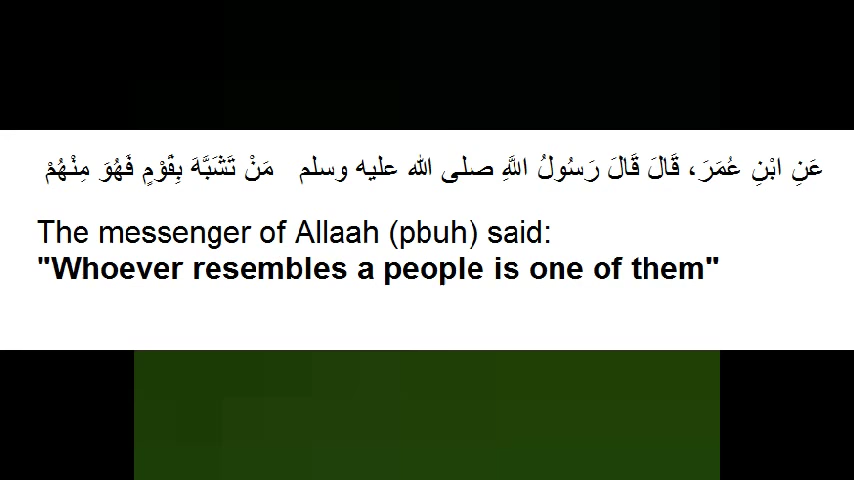 عَنِ ابْنِ عُمَرَ، قَالَ قَالَ رَسُولُ اللَّهِ صلى الله عليه وسلم مَنْ تَشَبَّهَ بِقَوْمٍ فَهُوَ مِنْهُمْ
The messenger of Allaah (pbuh) said:
"Whoever resembles a people is one of them"